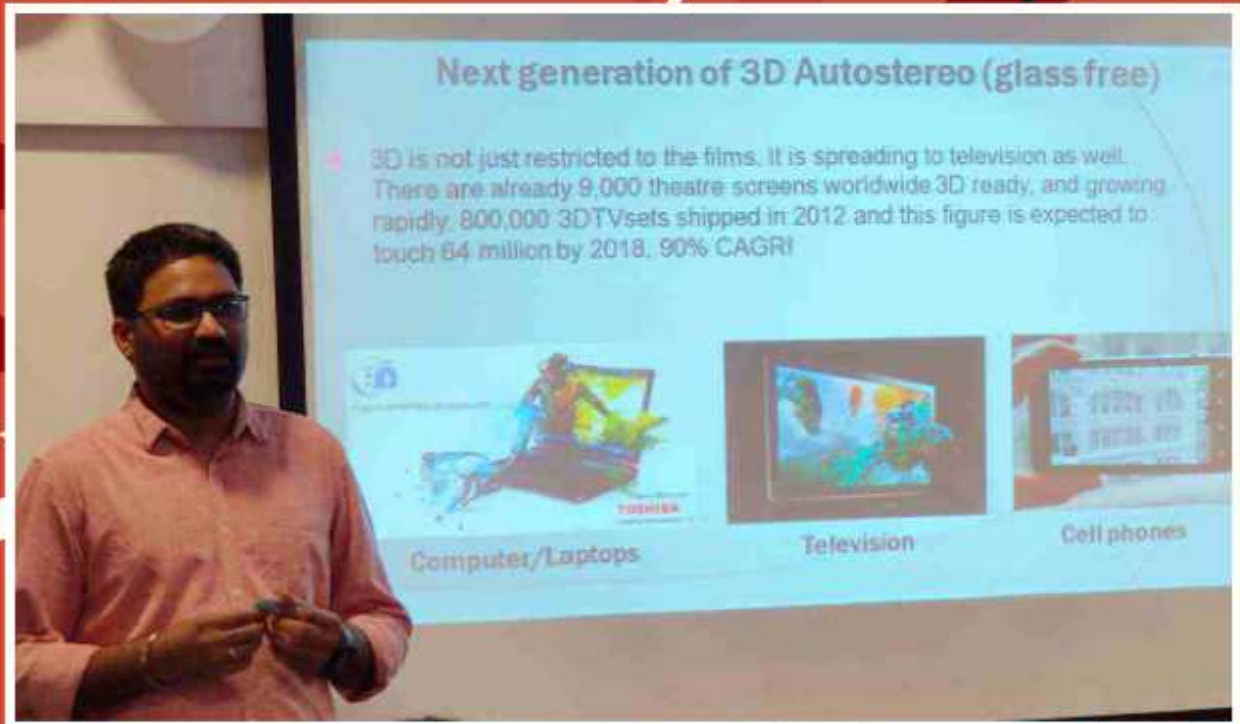 Next generation of 3D Autostereo (glass free)
3D is not just restricted to the films. It is spreading to television as well.
There are already 9,000 theatre screens worldwide 3D ready, and growing
rapidly. 800,000 3DTVsets shipped in 2012 and this figure is expected to
touch 64 million by 2018. 90% CAGR!
TOSHIBA
Computer/Laptops
Television
Cell phones